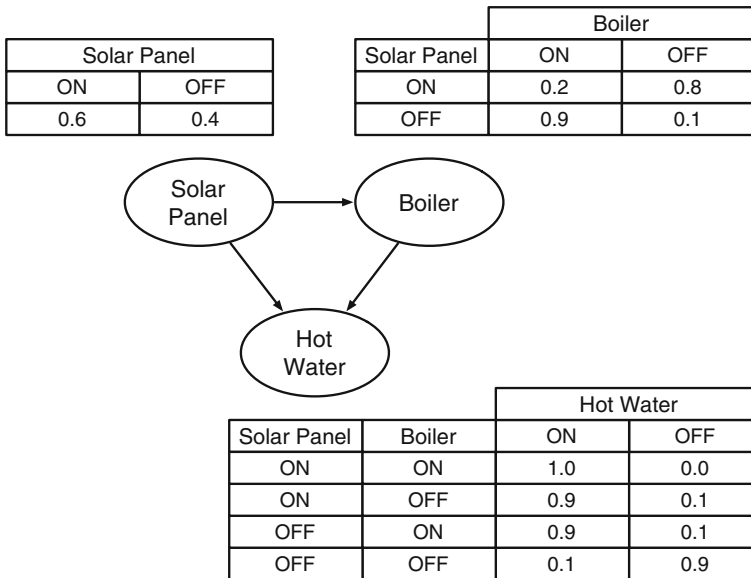 Solar Panel
ON OFF
0.6 0.4
Boiler
Solar Panel ON OFF
ON 0.2 0.8
OFF 0.9 0.1
Solar
Panel
Boiler
Hot
Water
Hot Water
Solar Panel Boiler ON OFF
ON ON 1.0 0.0
ON OFF 0.9 0.1
OFF ON 0.9 0.1
OFF OFF 0.1 0.9